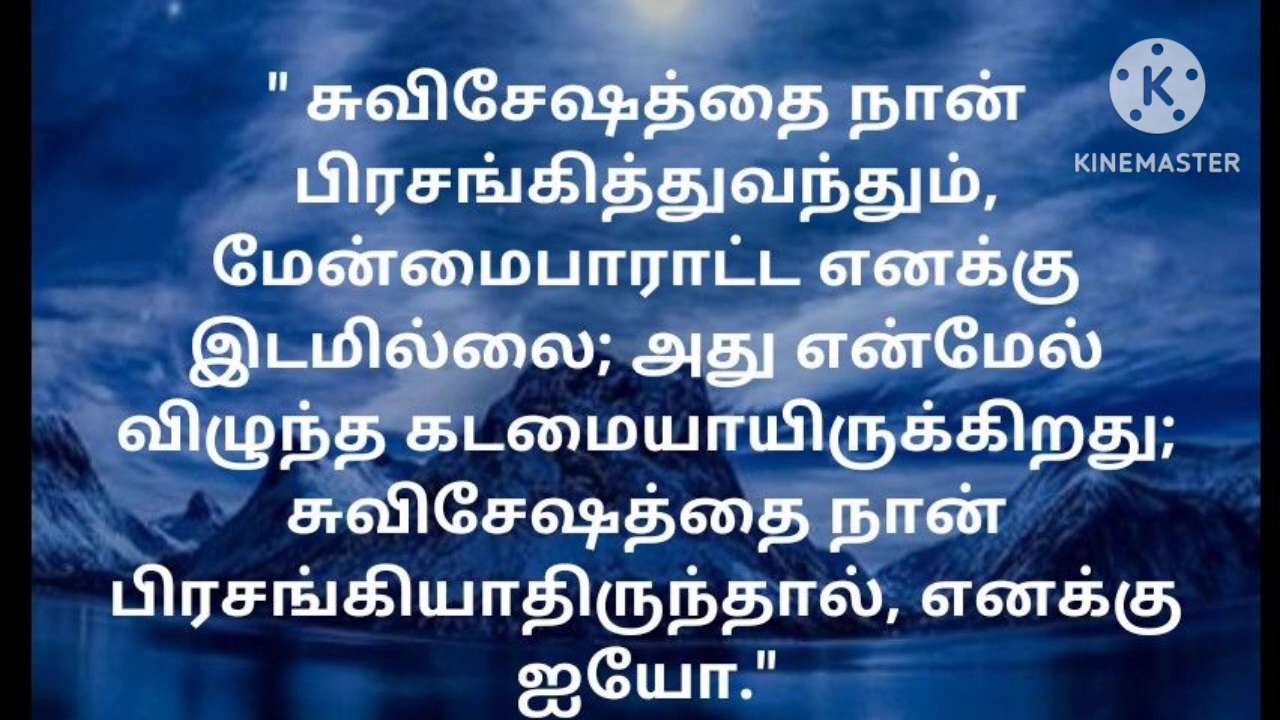 " சுவிசேஷத்தை நான்
பிரசங்கித்துவந்தும்,
மேன்மைபாராட்ட எனக்கு
இடமில்லை; அது என்மேல்
விழுந்த கடமையாயிருக்கிறது;
சுவிசேஷத்தை நான்
பிரசங்கியாதிருந்தால், எனக்கு
ஐயோ."
K
KINEMASTER